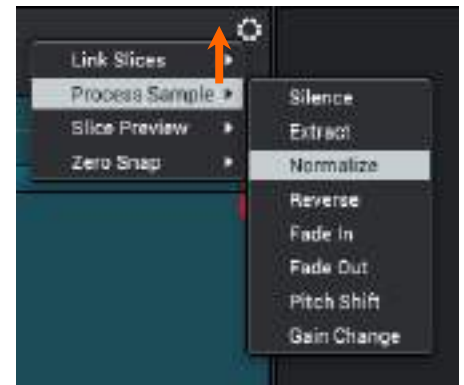 Link Slices
Process Sample
Slice Preview
Zero Snap
Silence
Extract
Normalize
Reverse
Fade In
Fade Out
Pitch Shift
Gain Change